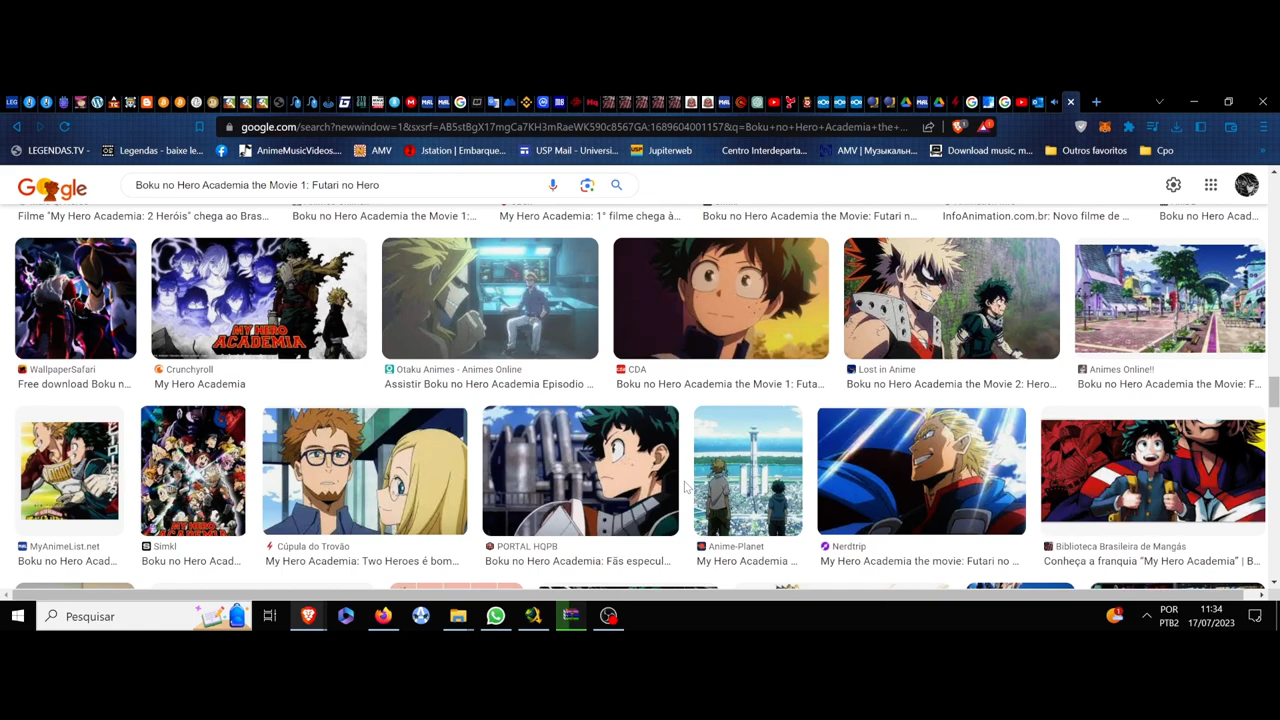 google.com/search?newwindow=1&sxsrf=AB5stBgX17mgCa7KH3mRaeWK590c8567GA:1689604001157&q=Boku+no+Hero+Academia+the+...
LEGENDAS.TV -
Legendas - baixe le...
AnimeMusicVideos....
AMV
Jstation | Embarque...
USP Mail - Universi...
Jupiterweb
Centro Interdeparta...
AMV | Музыкальн...
Download music, m...
Outros favoritos
Cpo
Boku no Hero Academia the Movie 1: Futari no Hero
Filme "My Hero Academia: 2 Heróis" chega ao Bras...
Boku no Hero Academia the Movie 1:...
My Hero Academia: 1° filme chega à...
Boku no Hero Academia the Movie: Futari n...
InfoAnimation.com.br: Novo filme de ...
Boku no Hero Acad...
MY HERO
ACADEMIA
WallpaperSafari
Free download Boku n...
Crunchyroll
My Hero Academia
Otaku Animes - Animes Online
Assistir Boku no Hero Academia Episodio ...
CDA
Boku no Hero Academia the Movie 1: Futa...
Lost in Anime
Boku no Hero Academia the Movie 2: Hero...
Animes Online!!
Boku no Hero Academia the Movie: F...
MY HERO
MyAnimeList.net
Boku no Hero Acad...
Simkl
Boku no Hero Acad...
Cúpula do Trovão
My Hero Academia: Two Heroes é bom...
PORTAL HQPB
Boku no Hero Academia: Fãs especul...
Anime-Planet
My Hero Academia ...
Nerdtrip
My Hero Academia the movie: Futari no ...
Biblioteca Brasileira de Mangás
Conheça a franquia "My Hero Academia" | B...
Pesquisar
POR
PTB2
11:34
17/07/2023